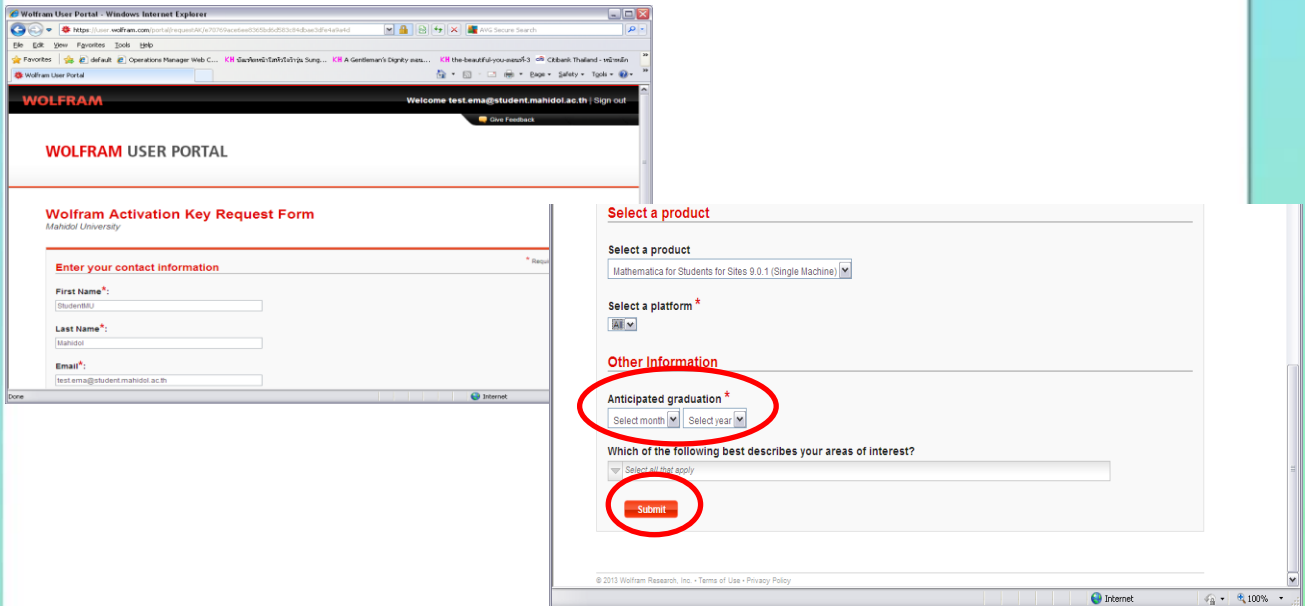 Wolfram User Portal - Windows Internet Explorer
File Edit View Favorites Tools Help
AVG Secure Search
Favorites default Operations Manager Web C... A Gentleman's Dignity Citibank Thailand
Wolfram User Portal Page Safety Tools
WOLFRAM Welcome test.ema@student.mahidol.ac.th | Sign out
Give Feedback
WOLFRAM USER PORTAL
Wolfram Activation Key Request Form
Mahidol University
Enter your contact information
First Name*:
StudentMU
Last Name*:
Mahidol
Email*:
test.ema@student.mahidol.ac.th
Done Internet
Select a product
Select a product
Mathematica for Students for Sites 9.0.1 (Single Machine)
Select a platform *
All
Other Information
Anticipated graduation *
Select month Select year
Which of the following best describes your areas of interest?
Select all that apply
Submit
© 2013 Wolfram Research, Inc. • Terms of Use • Privacy Policy
Internet 100%